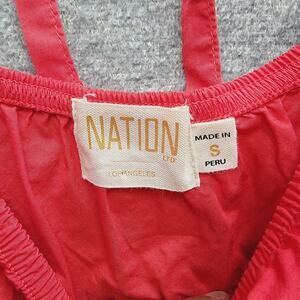 NATION
LTD
LOS ANGELES
MADE IN
S
PERU